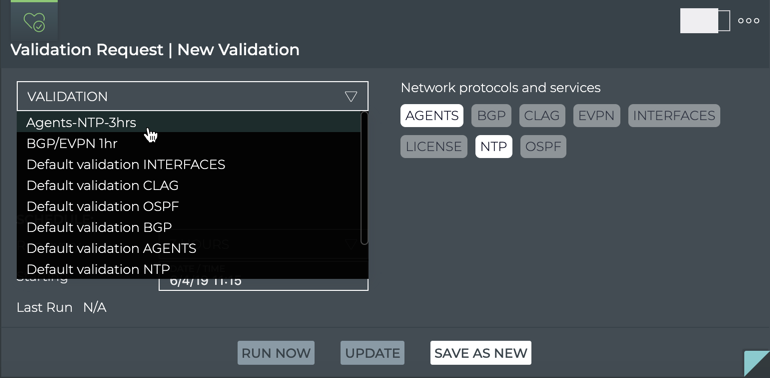 Validation Request | New Validation
VALIDATION
Agents-NTP-3hrs
BGP/EVPN 1hr
Default validation INTERFACES
Default validation CLAG
Default validation OSPF
Default validation BGP
Default validation AGENTS
Default validation NTP
Starting
6/4/19 11:15
Last Run N/A
Network protocols and services
AGENTS BGP CLAG EVPN INTERFACES
LICENSE NTP OSPF
RUN NOW UPDATE SAVE AS NEW